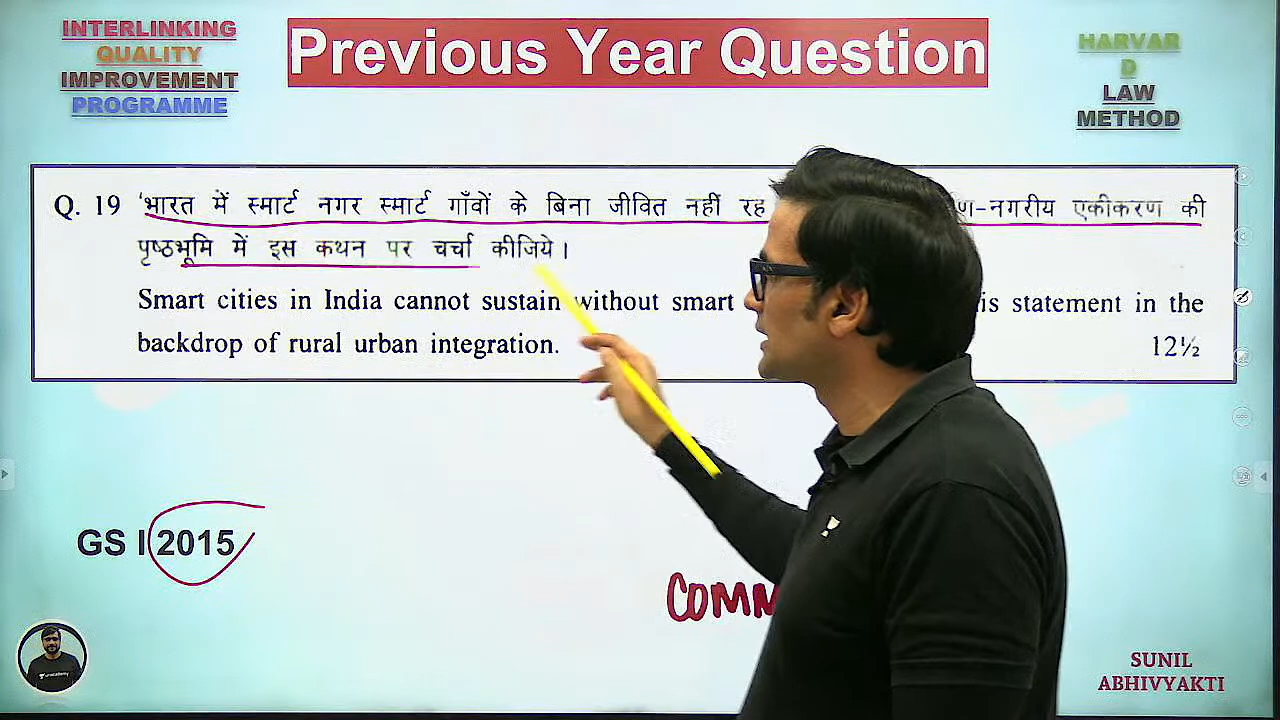 INTERLINKING
QUALITY
IMPROVEMENT
PROGRAMME
Previous Year Question
HARVAR
D
LAW
METHOD
Q. 19 'भारत में स्मार्ट नगर स्मार्ट गाँवों के बिना जीवित नहीं रह ण-नगरीय एकीकरण की
पृष्ठभूमि में इस कथन पर चर्चा कीजिये।
Smart cities in India cannot sustain without smart is statement in the
backdrop of rural urban integration. 12½
GS I 2015
COMM
SUNIL
ABHIVYAKTI